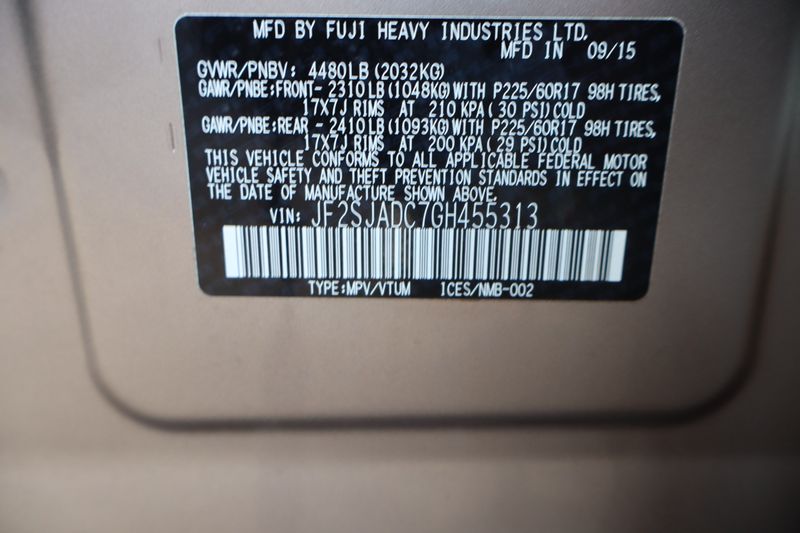 MFD BY FUJI HEAVY INDUSTRIES LTD.
MFD IN 09/15
GVWR/PNBV: 4480LB(2032KG)
GAWR/PNBE:FRONT- 2310LB(1048KG)WITH P225/60R17 98H TIRES,
17X7J RIMS AT 210 KPA(30 PSI)COLD
GAWR/PNBE:REAR - 2410LB(1093KG)WITH P225/60R17 98H TIRES,
17X7J RIMS AT 200 KPA(29 PSI)COLD
THIS VEHICLE CONFORMS TO ALL APPLICABLE FEDERAL MOTOR
VEHICLE SAFETY AND THEFT PREVENTION STANDARDS IN EFFECT ON
THE DATE OF MANUFACTURE SHOWN ABOVE.
VIN: JF2SJADC7GH455313
TYPE:MPV/VTUM ICES/NMB-002